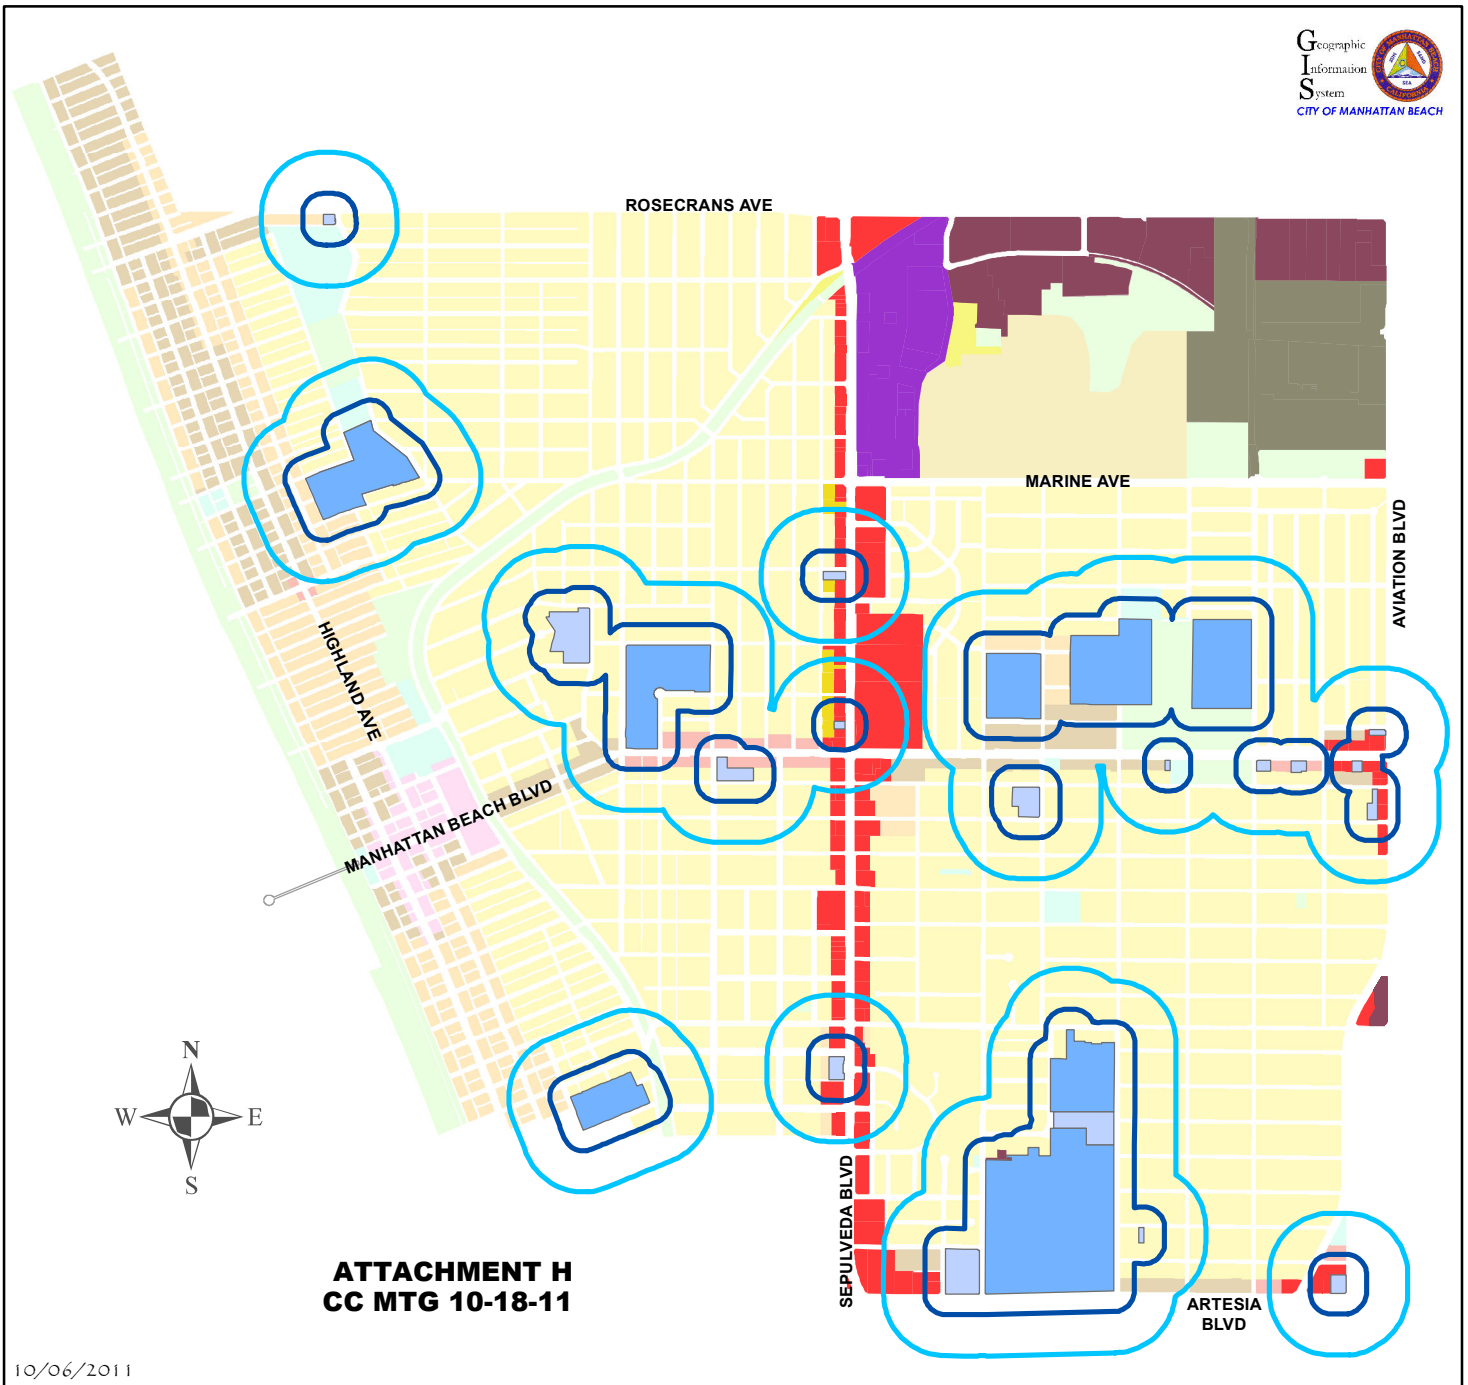 Geographic
Information
System
CITY OF MANHATTAN BEACH
ROSECRANS AVE
MARINE AVE
AVIATION BLVD
HIGHLAND AVE
MANHATTAN BEACH BLVD
SEPULVEDA BLVD
ARTESIA
BLVD
N
W
E
S
ATTACHMENT H
CC MTG 10-18-11
10/06/2011